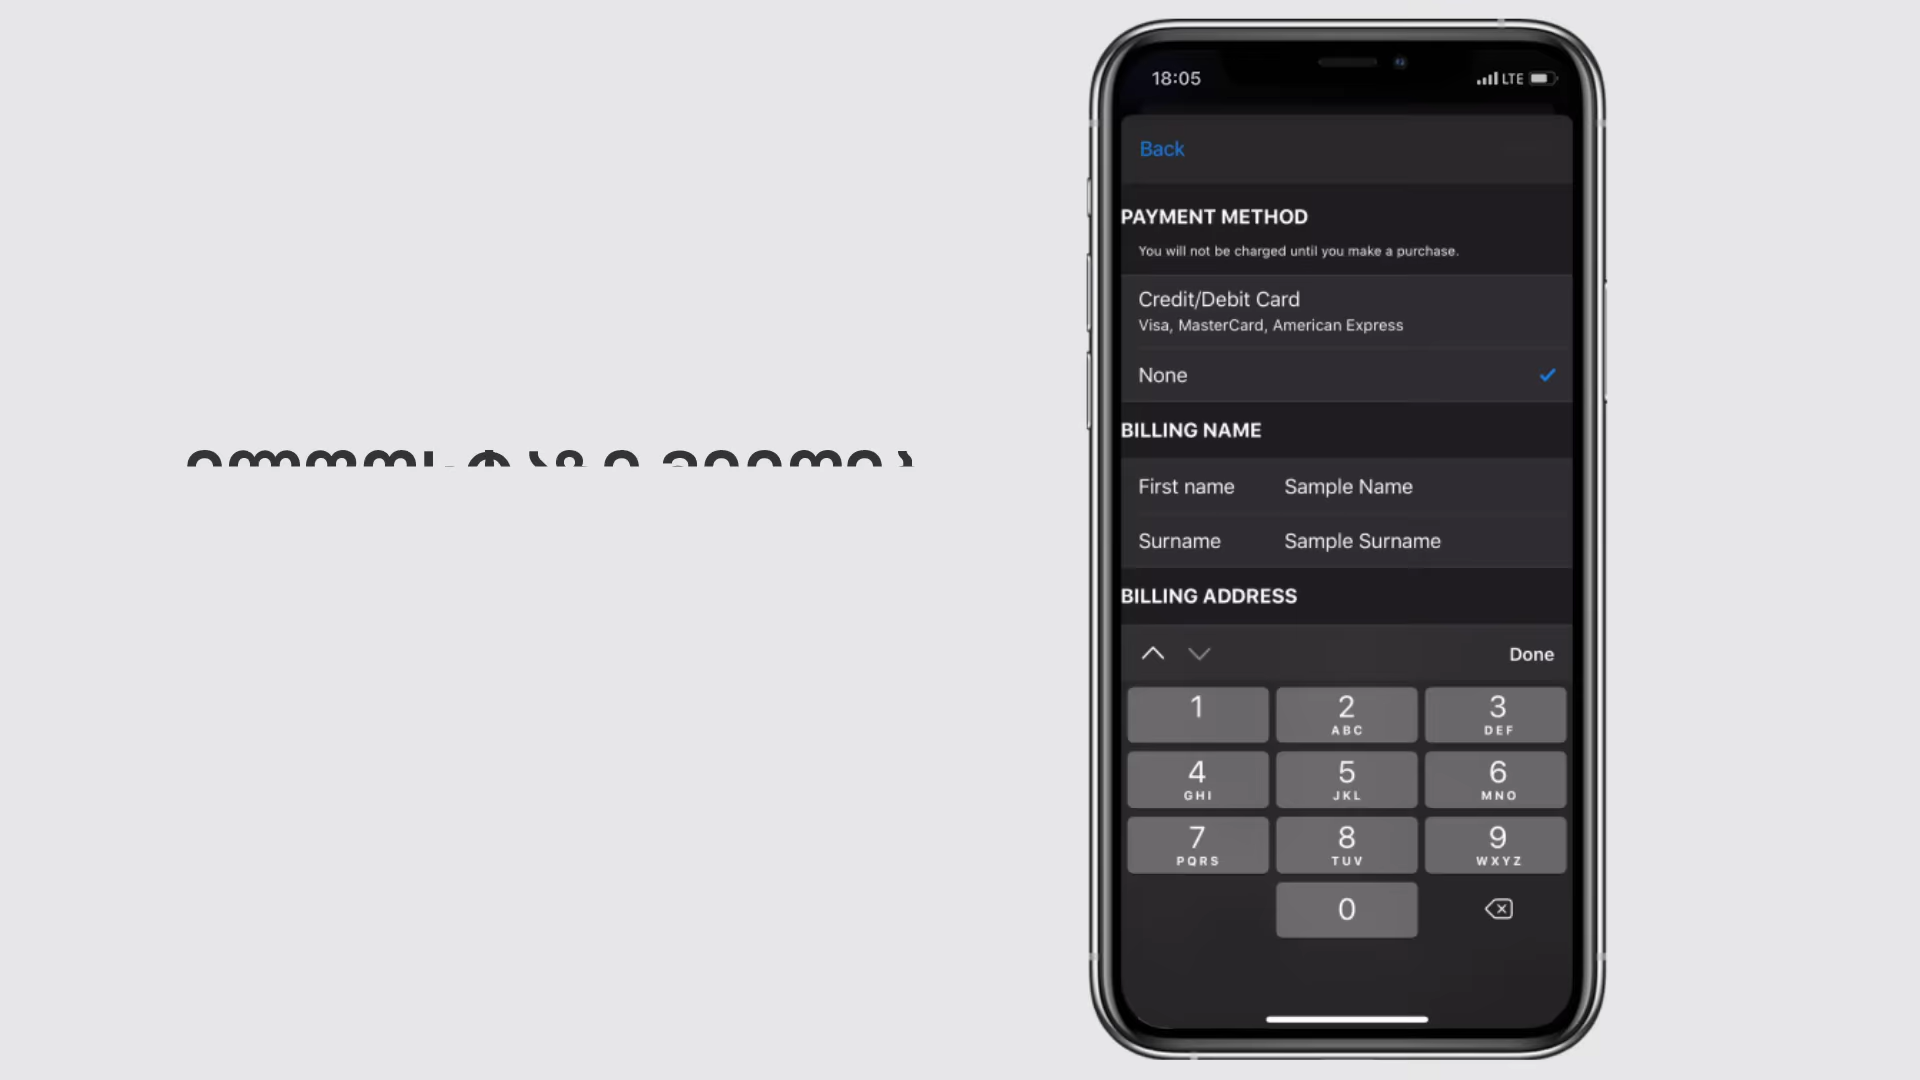 18:05
LTE
Back
PAYMENT METHOD
You will not be charged until you make a purchase.
Credit/Debit Card
Visa, MasterCard, American Express
None
BILLING NAME
First name Sample Name
Surname Sample Surname
BILLING ADDRESS
Done
1 2 3
ABC DEF
4 5 6
GHI JKL MNO
7 8 9
PQRS TUV WXYZ
0